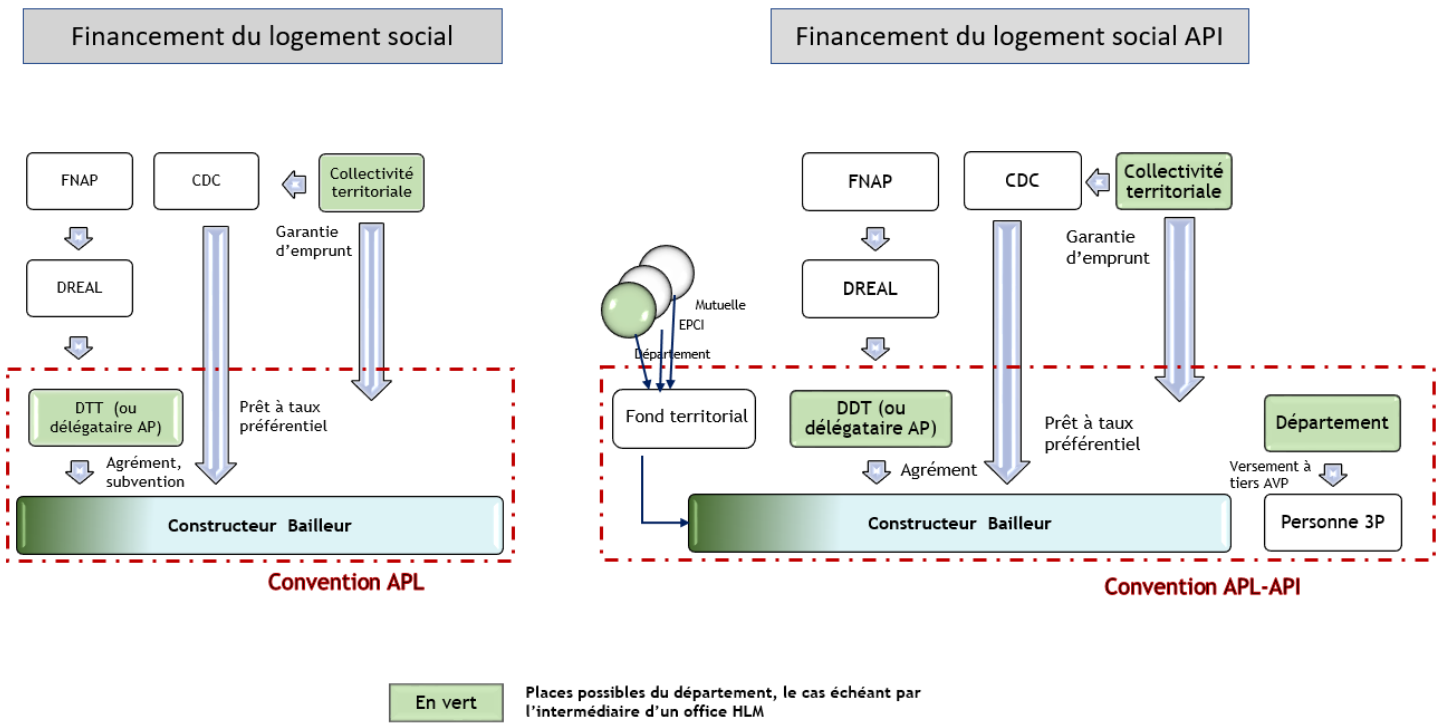 Financement du logement social
FNAP
CDC
Collectivité
territoriale
Garantie
d'emprunt
DREAL
DTT (ou
délégataire AP)
Prêt à taux
préférentiel
Agrément,
subvention
Constructeur Bailleur
Convention APL
Financement du logement social API
FNAP
CDC
Collectivité
territoriale
Garantie
d'emprunt
DREAL
Mutuelle
EPCI
Département
Fond territorial
DDT (ou
délégataire AP)
Prêt à taux
préférentiel
Département
Agrément
Versement à
tiers AVP
Constructeur Bailleur
Personne 3P
Convention APL-API
En vert
Places possibles du département, le cas échéant par
l'intermédiaire d'un office HLM